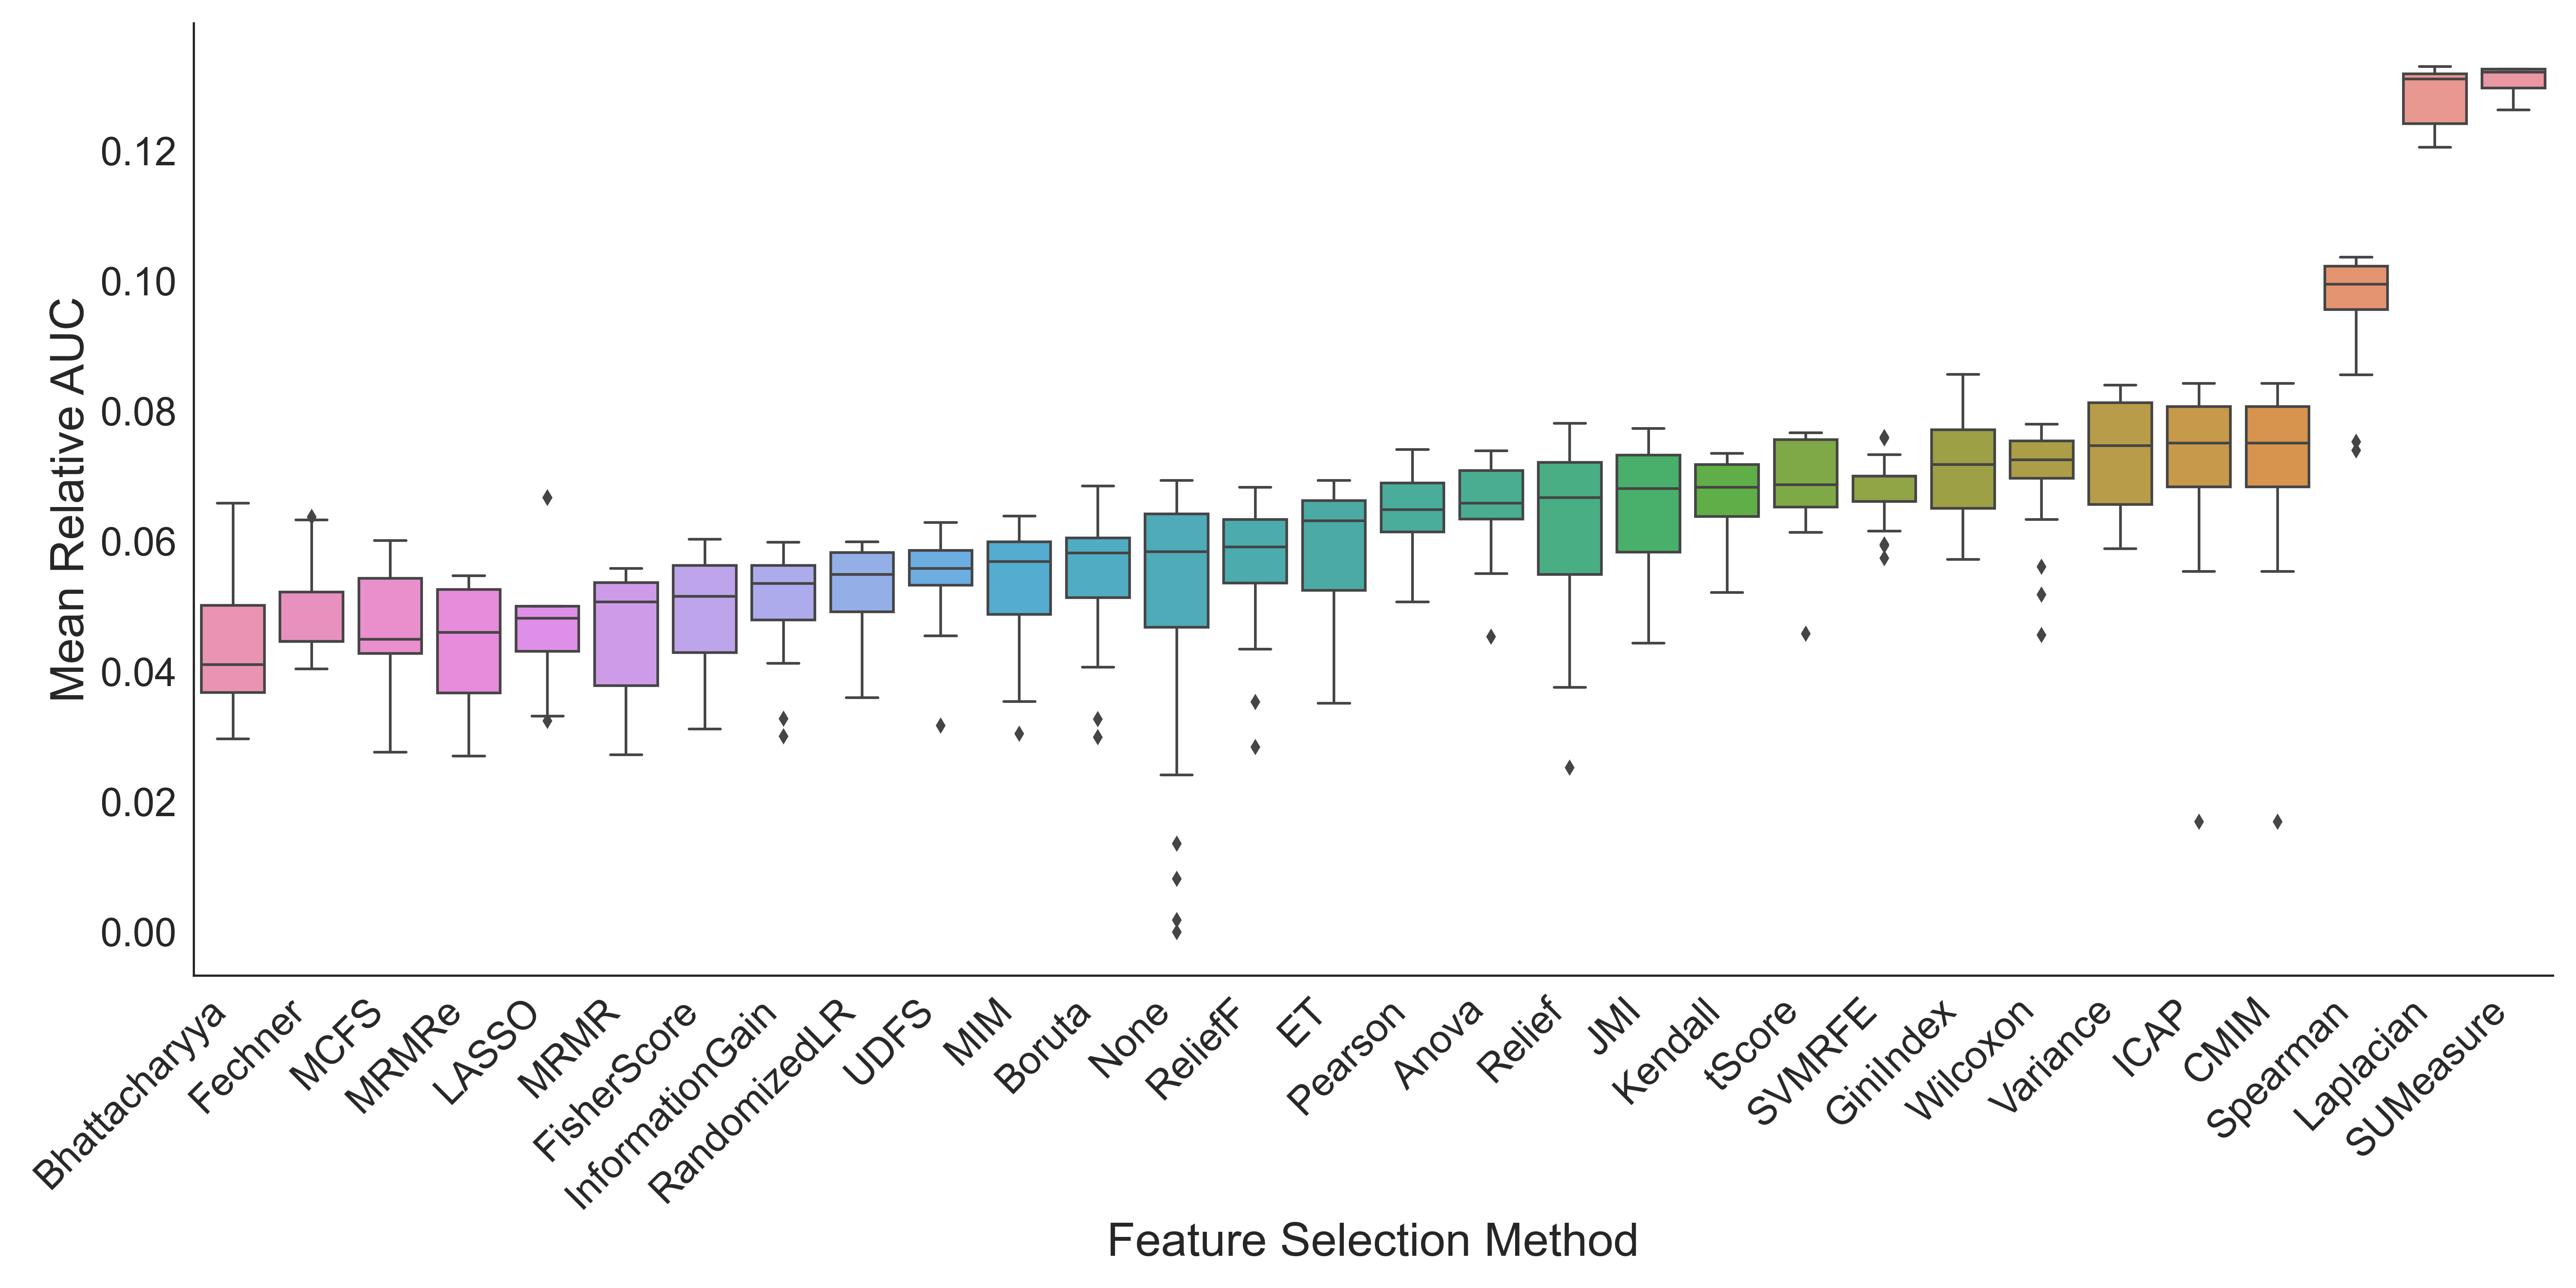 Mean Relative AUC
0.12
0.10
0.08
0.06
0.04
0.02
0.00
Bhattacharyya
Fechner
MCFS
MRMRe
LASSO
MRMR
FisherScore
InformationGain
RandomizedLR
UDFS
MIM
Boruta
None
ReliefF
ET
Pearson
Anova
Relief
JMI
Kendall
tScore
SVMRFE
GiniIndex
Wilcoxon
Variance
ICAP
CMIM
Spearman
Laplacian
SUMeasure
Feature Selection Method